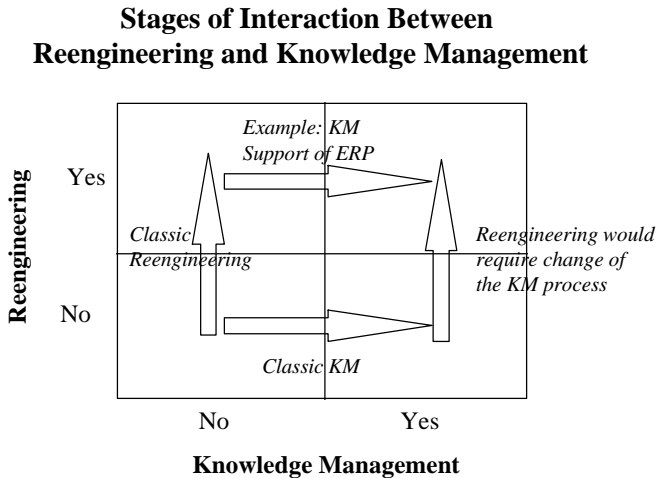 Stages of Interaction Between
Reengineering and Knowledge Management
Example: KM
Support of ERP
Yes
Reengineering
Classic
Reengineering
Reengineering would
require change of
the KM process
No
Classic KM
No
Yes
Knowledge Management